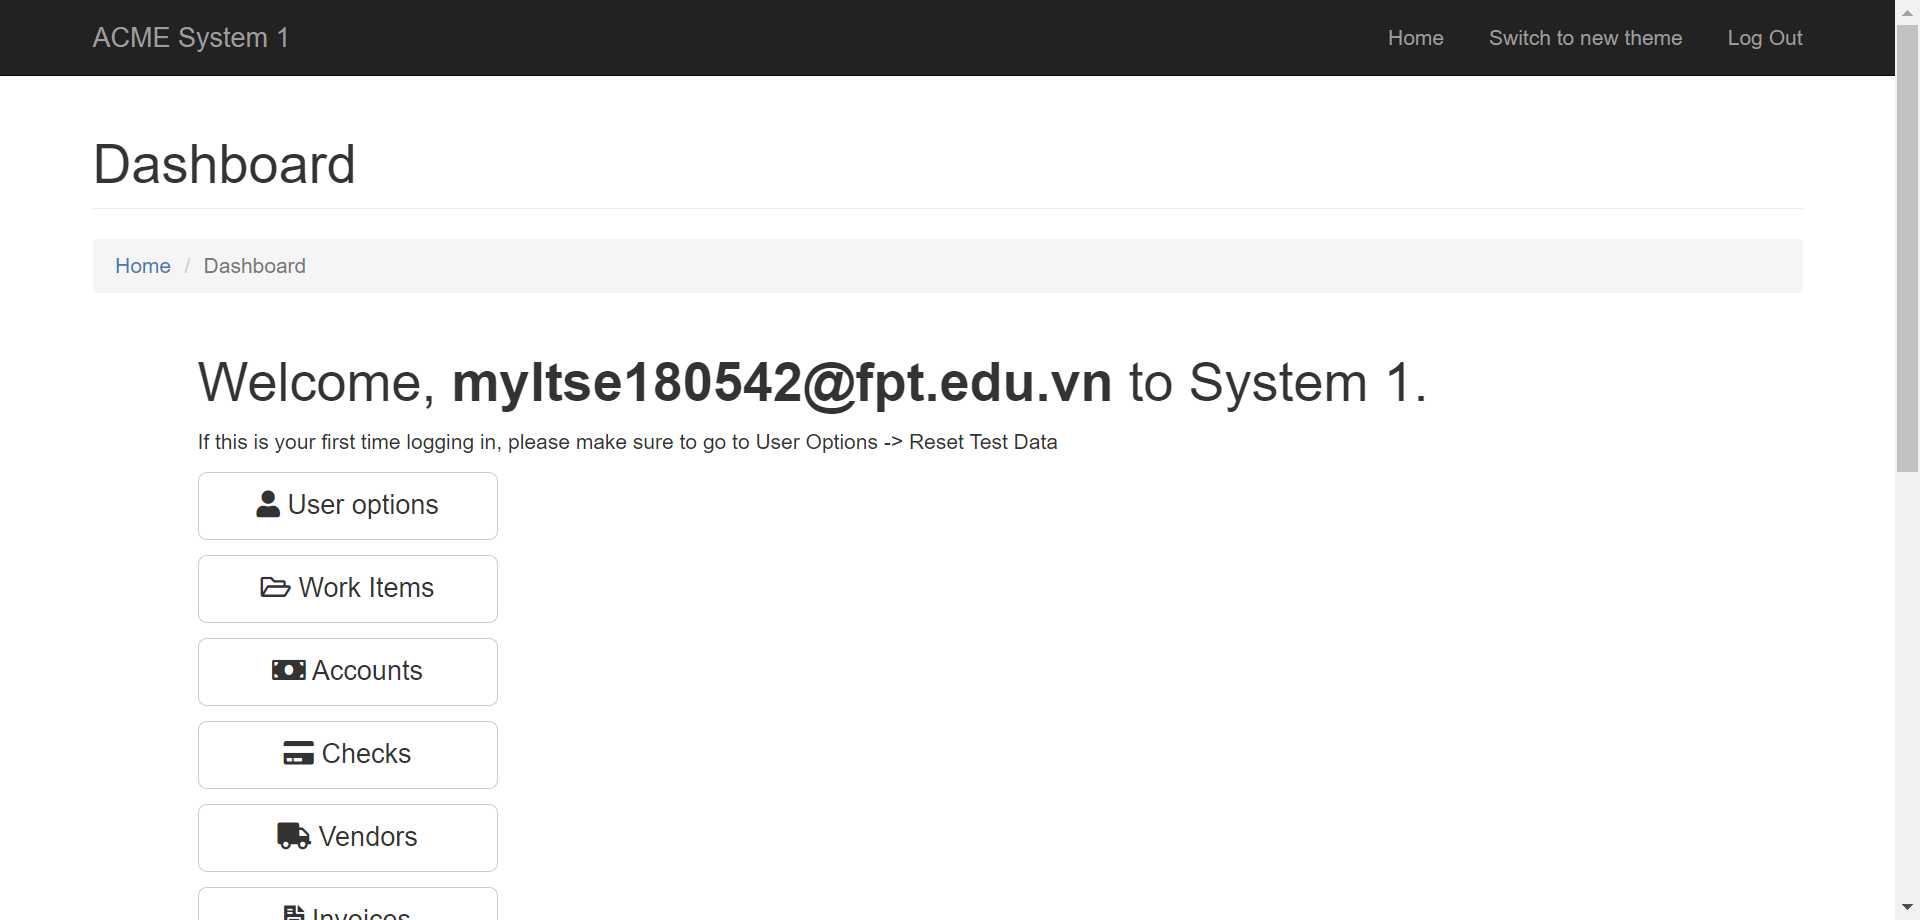 ACME System 1
Home
Switch to new theme
Log Out
Dashboard
Home / Dashboard
Welcome, myltse180542@fpt.edu.vn to System 1.
If this is your first time logging in, please make sure to go to User Options -> Reset Test Data
User options
Work Items
Accounts
Checks
Vendors
Invoices